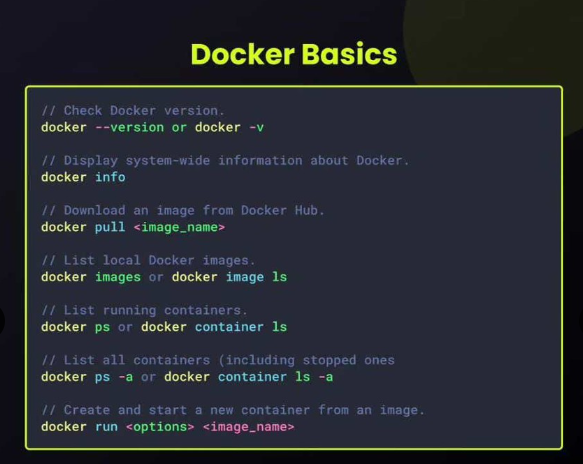 Docker Basics
// Check Docker version.
docker --version or docker -v
// Display system-wide information about Docker.
docker info
// Download an image from Docker Hub.
docker pull <image_name>
// List local Docker images.
docker images or docker image ls
// List running containers.
docker ps or docker container ls
// List all containers (including stopped ones
docker ps -a or docker container ls -a
// Create and start a new container from an image.
docker run <options> <image_name>